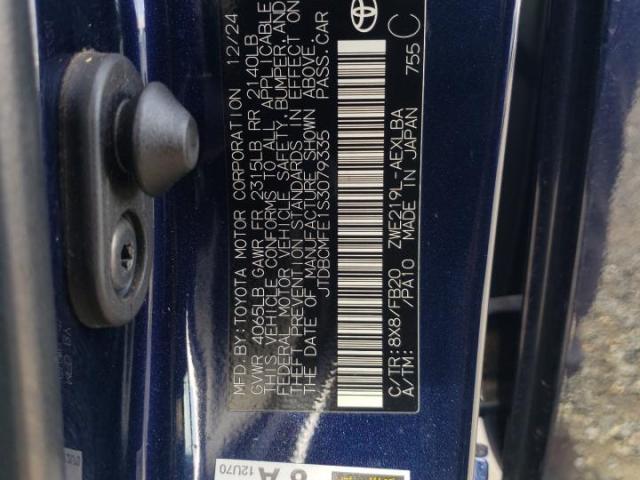 MFD.BY:TOYOTA MOTOR CORPORATION 12/24
GVWR 4065LB GAWR FR 2315LB RR 2140LB
THIS VEHICLE CONFORMS TO ALL APPLICABLE
FEDERAL MOTOR VEHICLE SAFETY, BUMPER, AND
THEFT PREVENTION STANDARDS IN EFFECT ON
THE DATE OF MANUFACTURE SHOWN ABOVE.
JTDBCMFE1S3079335 PASS.CAR
C/TR:8X8/FB20 ZWE219L-AEXLBA
A/TM: -/PA10 MADE IN JAPAN 755 C
8 A
12U70